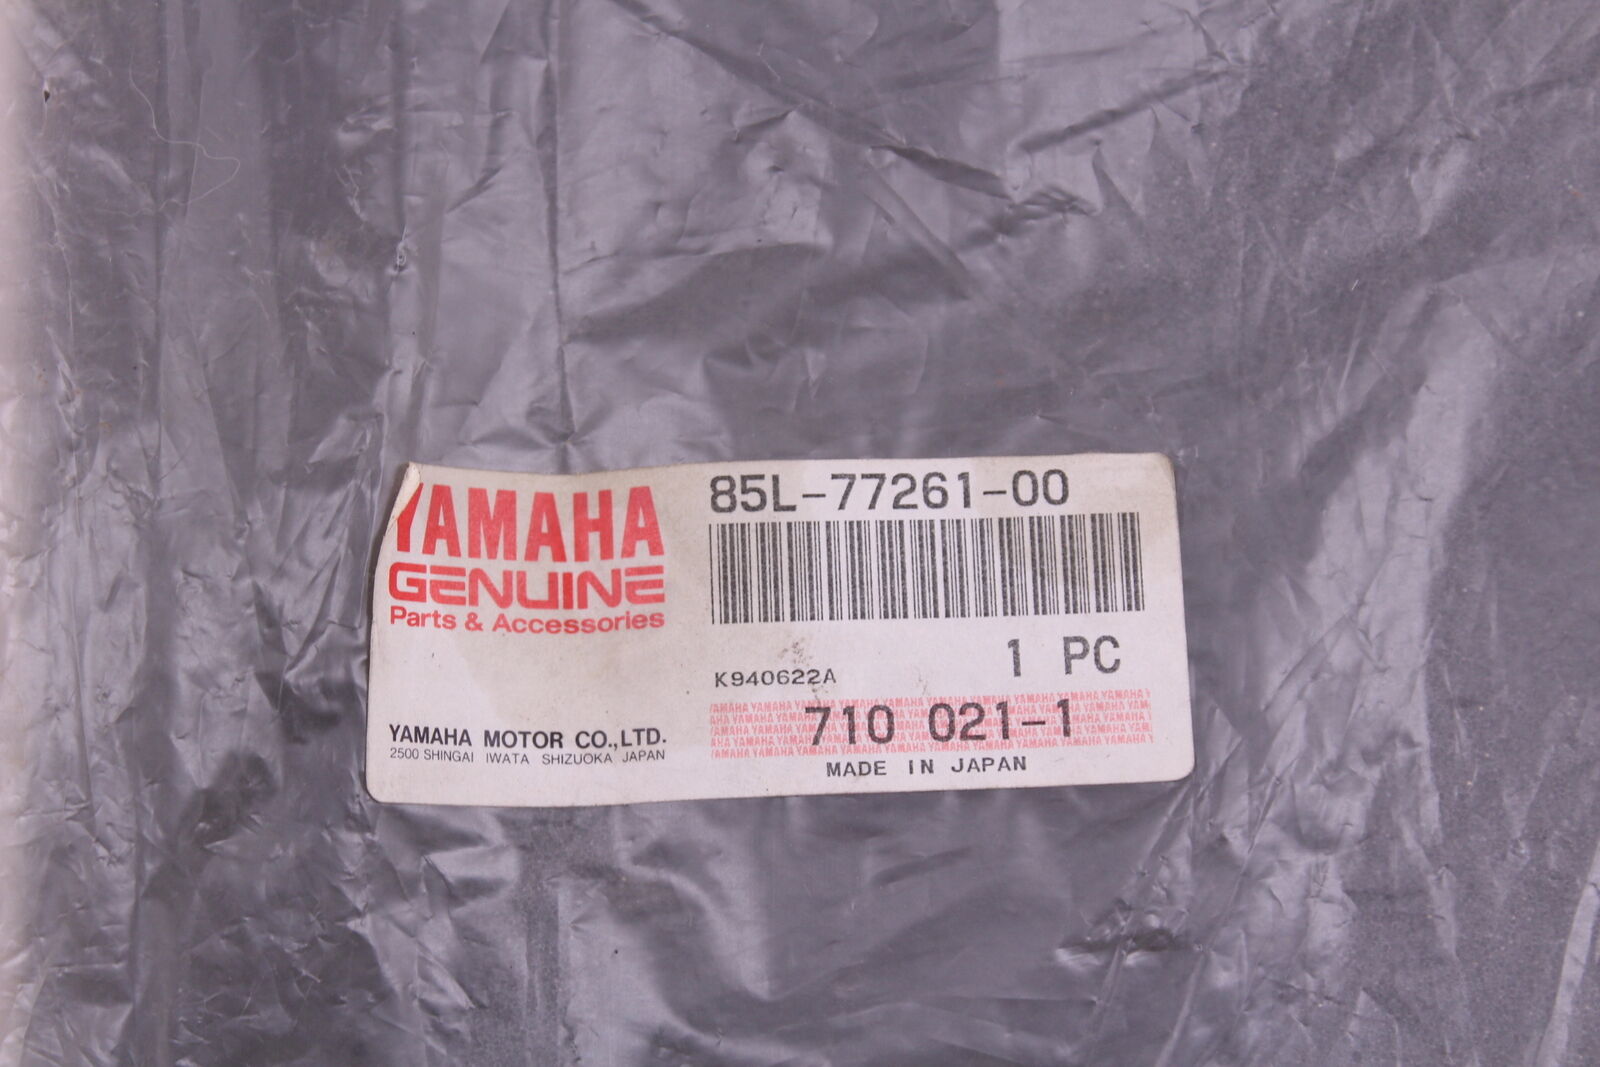 YAMAHA
GENUINE
Parts & Accessories
YAMAHA MOTOR CO.,LTD.
2500 SHINGAI IWATA SHIZUOKA JAPAN
85L-77261-00
1 PC
K940622A
710 021-1
MADE IN JAPAN